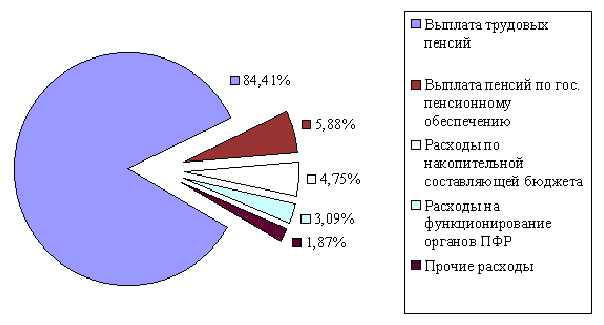 84,41%
5,88%
4,75%
3,09%
1,87%
Выплата трудовых
пенсий
Выплата пенсий по гос.
пенсионному
обеспечению
Расходы по
накопительной
составляющей бюджета
Расходы на
функционирование
органов ПФР
Прочие расходы